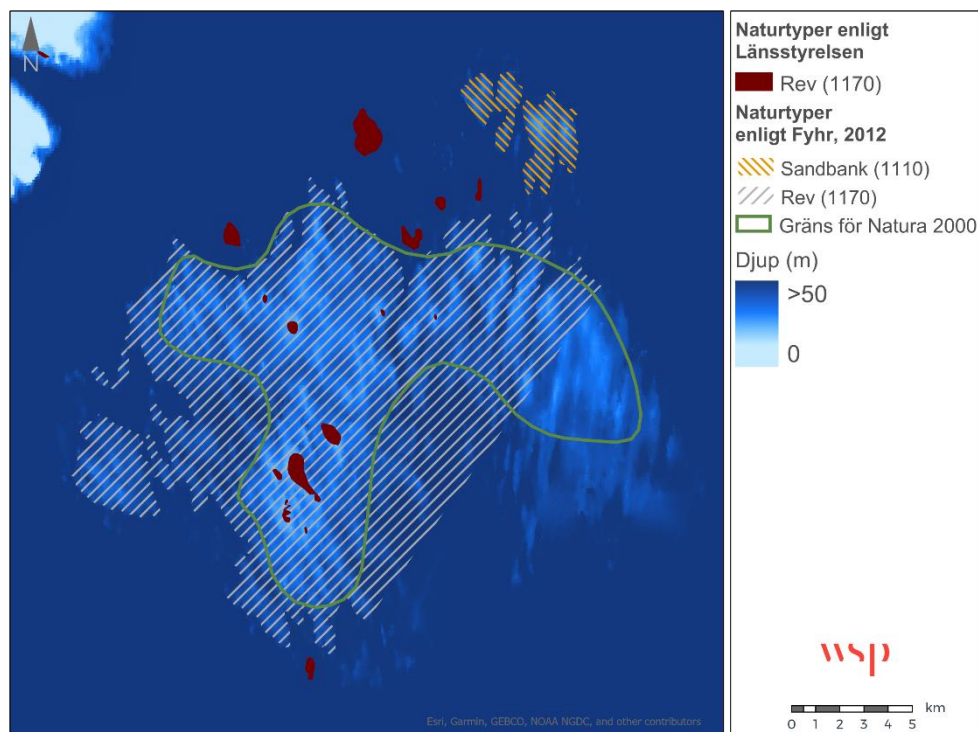 N
Naturtyper enligt
Länsstyrelsen
Rev (1170)
Naturtyper
enligt Fyhr, 2012
Sandbank (1110)
Rev (1170)
Gräns för Natura 2000
Djup (m)
>50
0
wsp
km
0 1 2 3 4 5
Esri, Garmin, GEBCO, NOAA NGDC, and other contributors